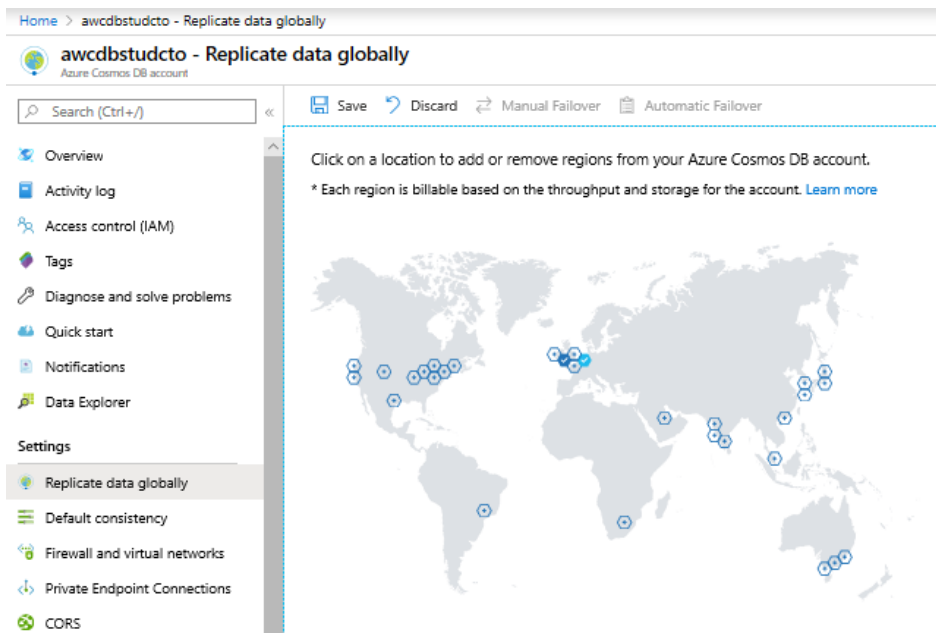 Home > awcdbstudcto - Replicate data globally
awcdbstudcto - Replicate data globally
Azure Cosmos DB account
Search (Ctrl+/)
«
Save
Discard
Manual Failover
Automatic Failover
Overview
Activity log
Access control (IAM)
Tags
Diagnose and solve problems
Quick start
Notifications
Data Explorer
Settings
Replicate data globally
Default consistency
Firewall and virtual networks
Private Endpoint Connections
CORS
Click on a location to add or remove regions from your Azure Cosmos DB account.
* Each region is billable based on the throughput and storage for the account. Learn more